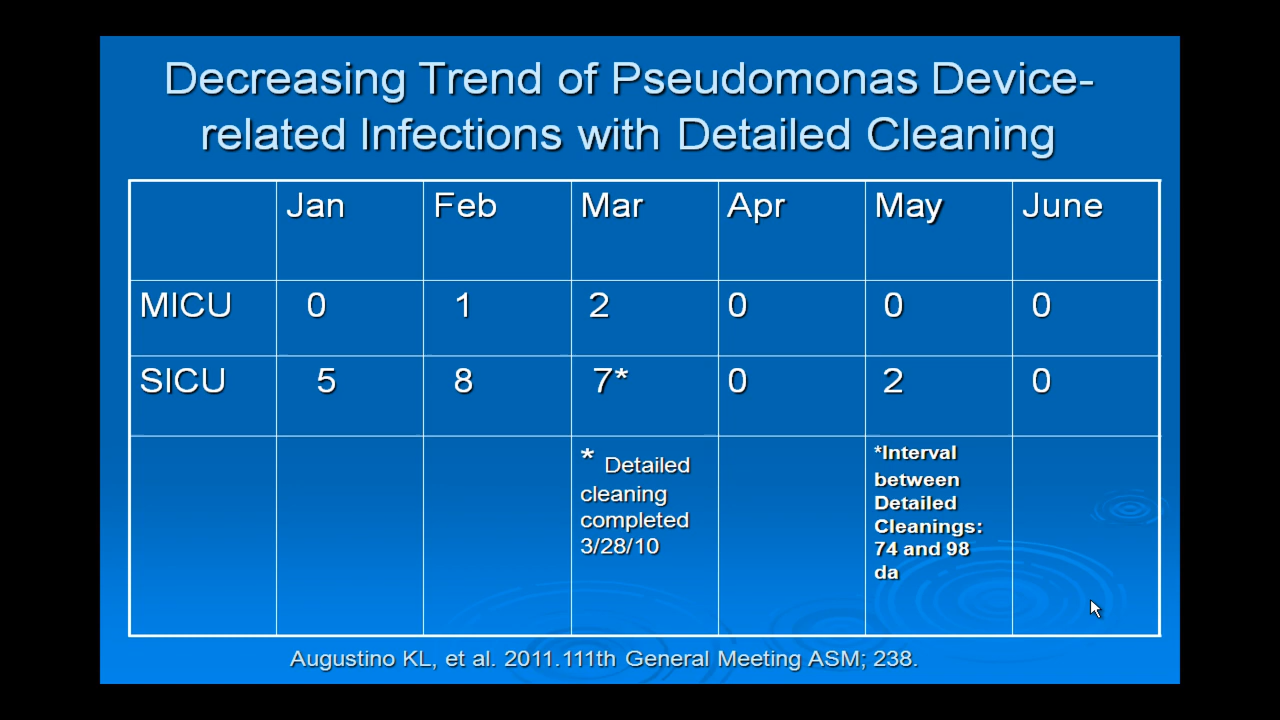 Decreasing Trend of Pseudomonas Device-
related Infections with Detailed Cleaning
Jan Feb Mar Apr May June
MICU 0 1 2 0 0 0
SICU 5 8 7* 0 2 0
* Detailed
cleaning
completed
3/28/10
*Interval
between
Detailed
Cleanings:
74 and 98
da
Augustino KL, et al. 2011.111th General Meeting ASM; 238.